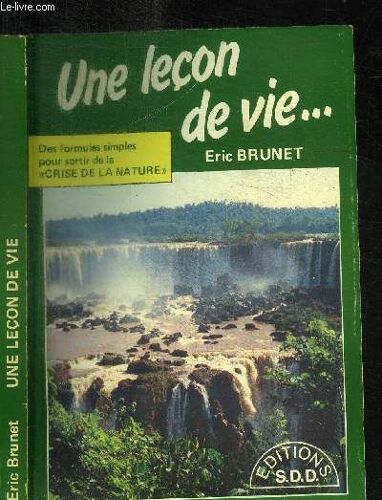 Le-livre.com
Une leçon
de vie...
Eric BRUNET
Des formules simples
pour sortir de la
«CRISE DE LA NATURE»
EDITIONS
S.D.D.
Eric Brunet UNE LEÇON DE VIE